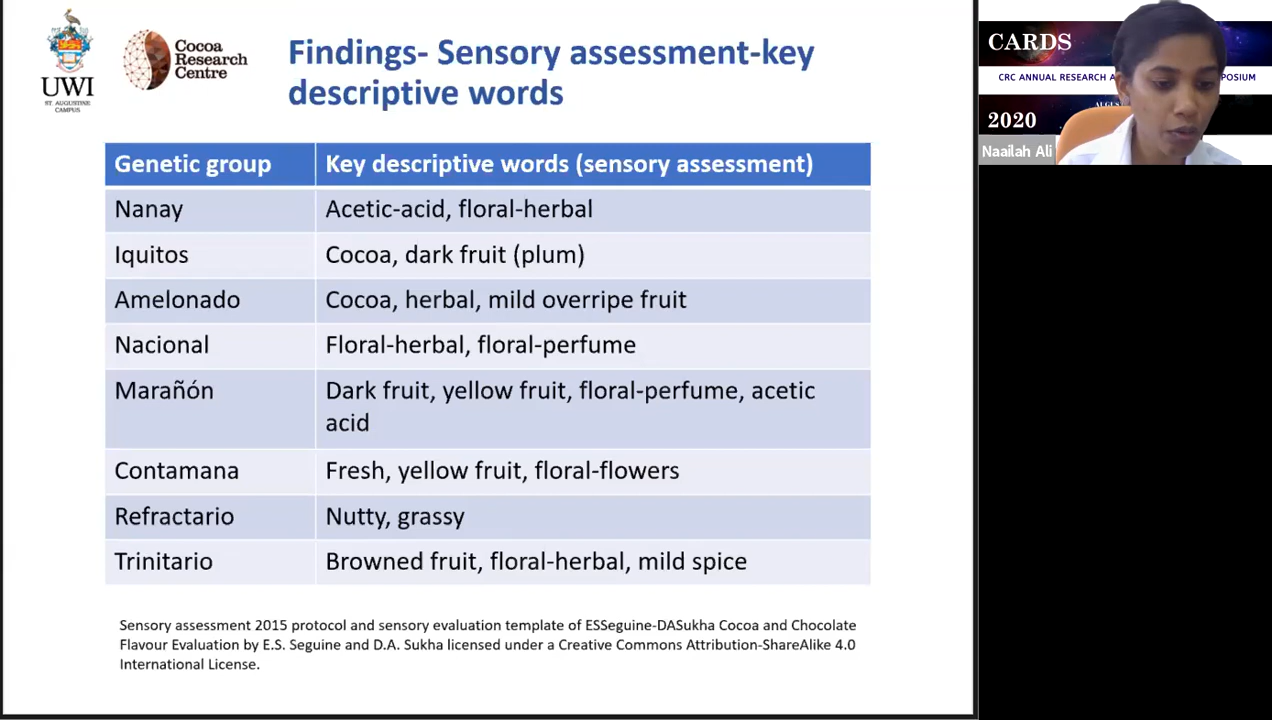 UWI
ST. AUGUSTINE
CAMPUS
Cocoa
Research
Centre
Findings- Sensory assessment-key
descriptive words
Genetic group Key descriptive words (sensory assessment)
Nanay Acetic-acid, floral-herbal
Iquitos Cocoa, dark fruit (plum)
Amelonado Cocoa, herbal, mild overripe fruit
Nacional Floral-herbal, floral-perfume
Marañón Dark fruit, yellow fruit, floral-perfume, acetic
acid
Contamana Fresh, yellow fruit, floral-flowers
Refractario Nutty, grassy
Trinitario Browned fruit, floral-herbal, mild spice
Sensory assessment 2015 protocol and sensory evaluation template of ESSeguine-DASukha Cocoa and Chocolate
Flavour Evaluation by E.S. Seguine and D.A. Sukha licensed under a Creative Commons Attribution-ShareAlike 4.0
International License.
CARDS
CRC ANNUAL RESEARCH
2020
Naailah Ali